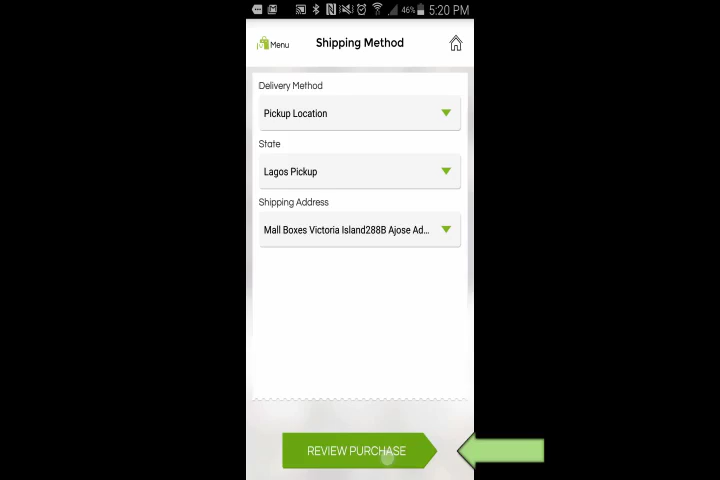 46% 5:20 PM
Menu Shipping Method
Delivery Method
Pickup Location
State
Lagos Pickup
Shipping Address
Mall Boxes Victoria Island288B Ajose Ad...
REVIEW PURCHASE